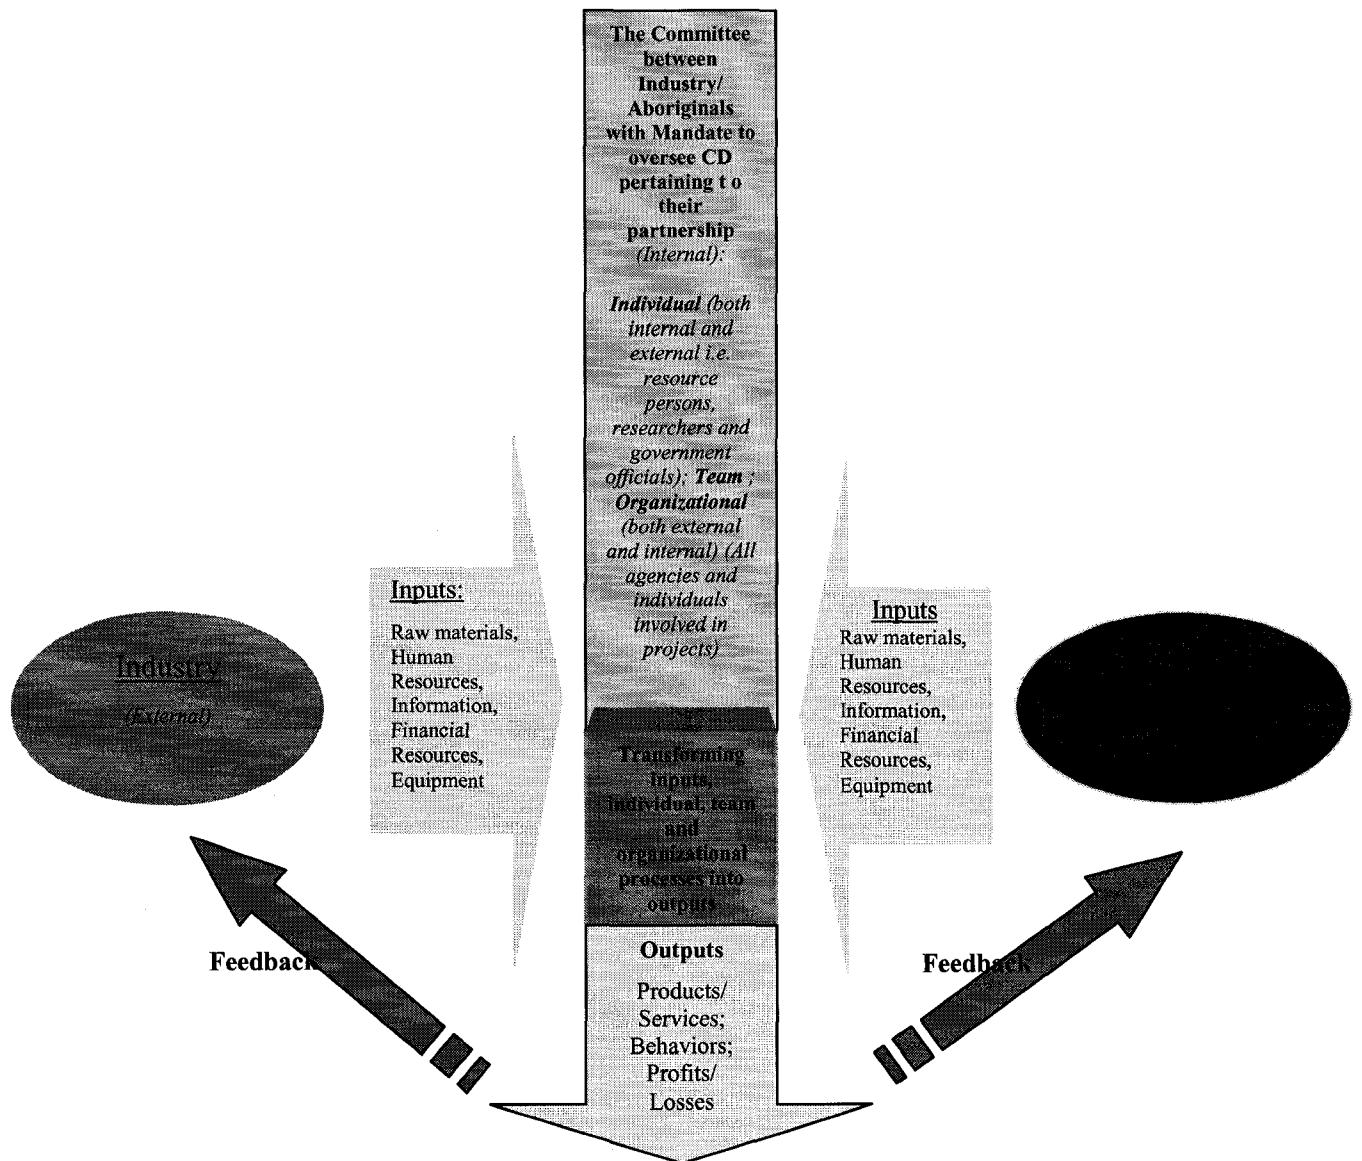 The Committee
between
Industry/
Aboriginals
with Mandate to
oversee CD
pertaining t o
their
partnership
(Internal):
Individual (both
internal and
external i.e.
resource
persons,
researchers and
government
officials); Team ;
Organizational
(both external
and internal) (All
agencies and
individuals
involved in
projects)
Inputs:
Raw materials,
Human
Resources,
Information,
Financial
Resources,
Equipment
Industry
(External)
Inputs
Raw materials,
Human
Resources,
Information,
Financial
Resources,
Equipment
Transforming
inputs,
individual, team
and
organizational
processes into
outputs
Feedback
Feedback
Outputs
Products/
Services;
Behaviors;
Profits/
Losses